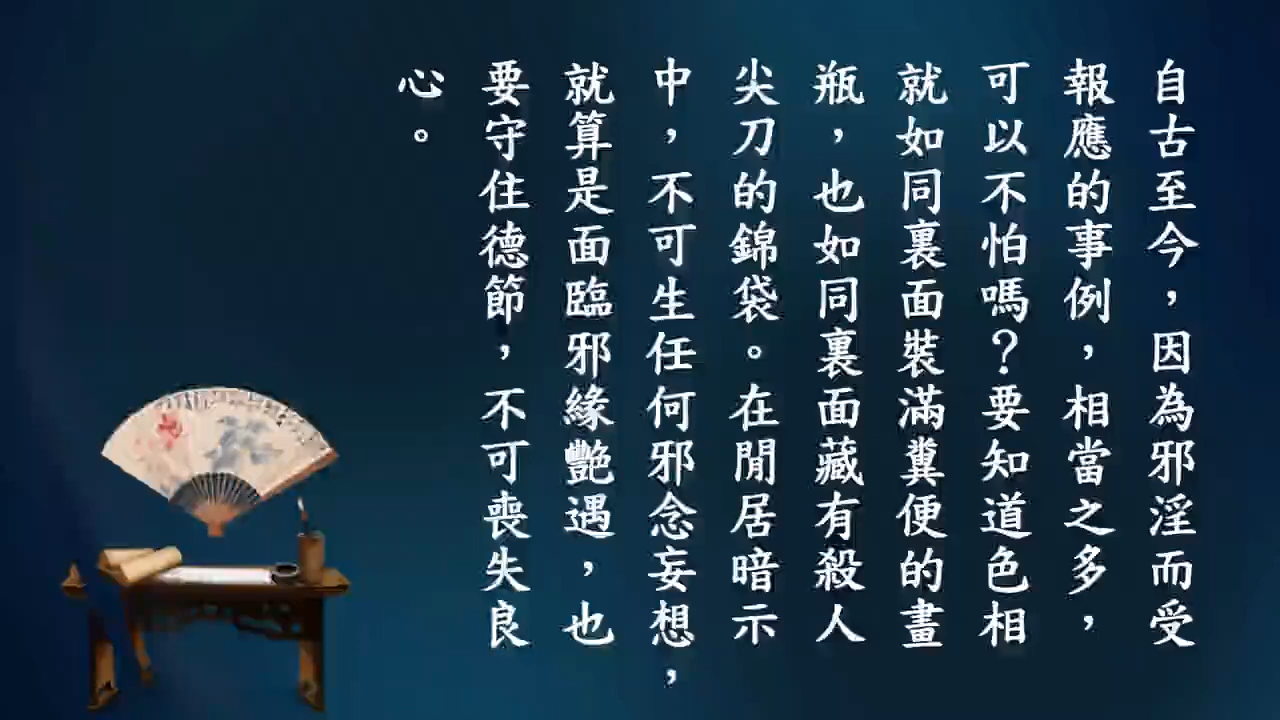 自古至今，因為邪淫而受
報應的事例，相當之多，
可以不怕嗎？要知道色相
就如同裏面裝滿糞便的畫
瓶，也如同裏面藏有殺人
尖刀的錦袋。在閒居暗示
中，不可生任何邪念妄想，
就算是面臨邪緣艷遇，也
要守住德節，不可喪失良
心。